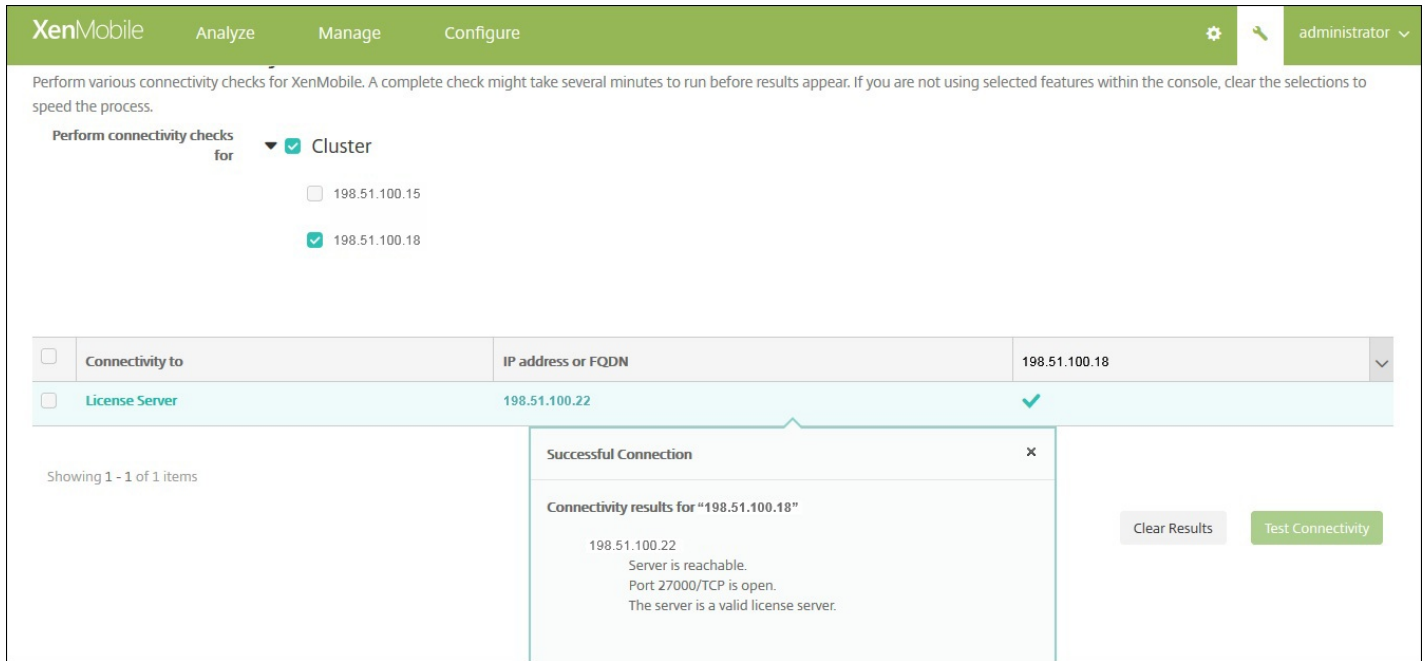 XenMobile Analyze Manage Configure administrator
Perform various connectivity checks for XenMobile. A complete check might take several minutes to run before results appear. If you are not using selected features within the console, clear the selections to
speed the process.
Perform connectivity checks
for
Cluster
198.51.100.15
198.51.100.18
Connectivity to IP address or FQDN 198.51.100.18
License Server 198.51.100.22
Successful Connection
Showing 1 - 1 of 1 items
Connectivity results for "198.51.100.18"
Clear Results Test Connectivity
198.51.100.22
Server is reachable.
Port 27000/TCP is open.
The server is a valid license server.